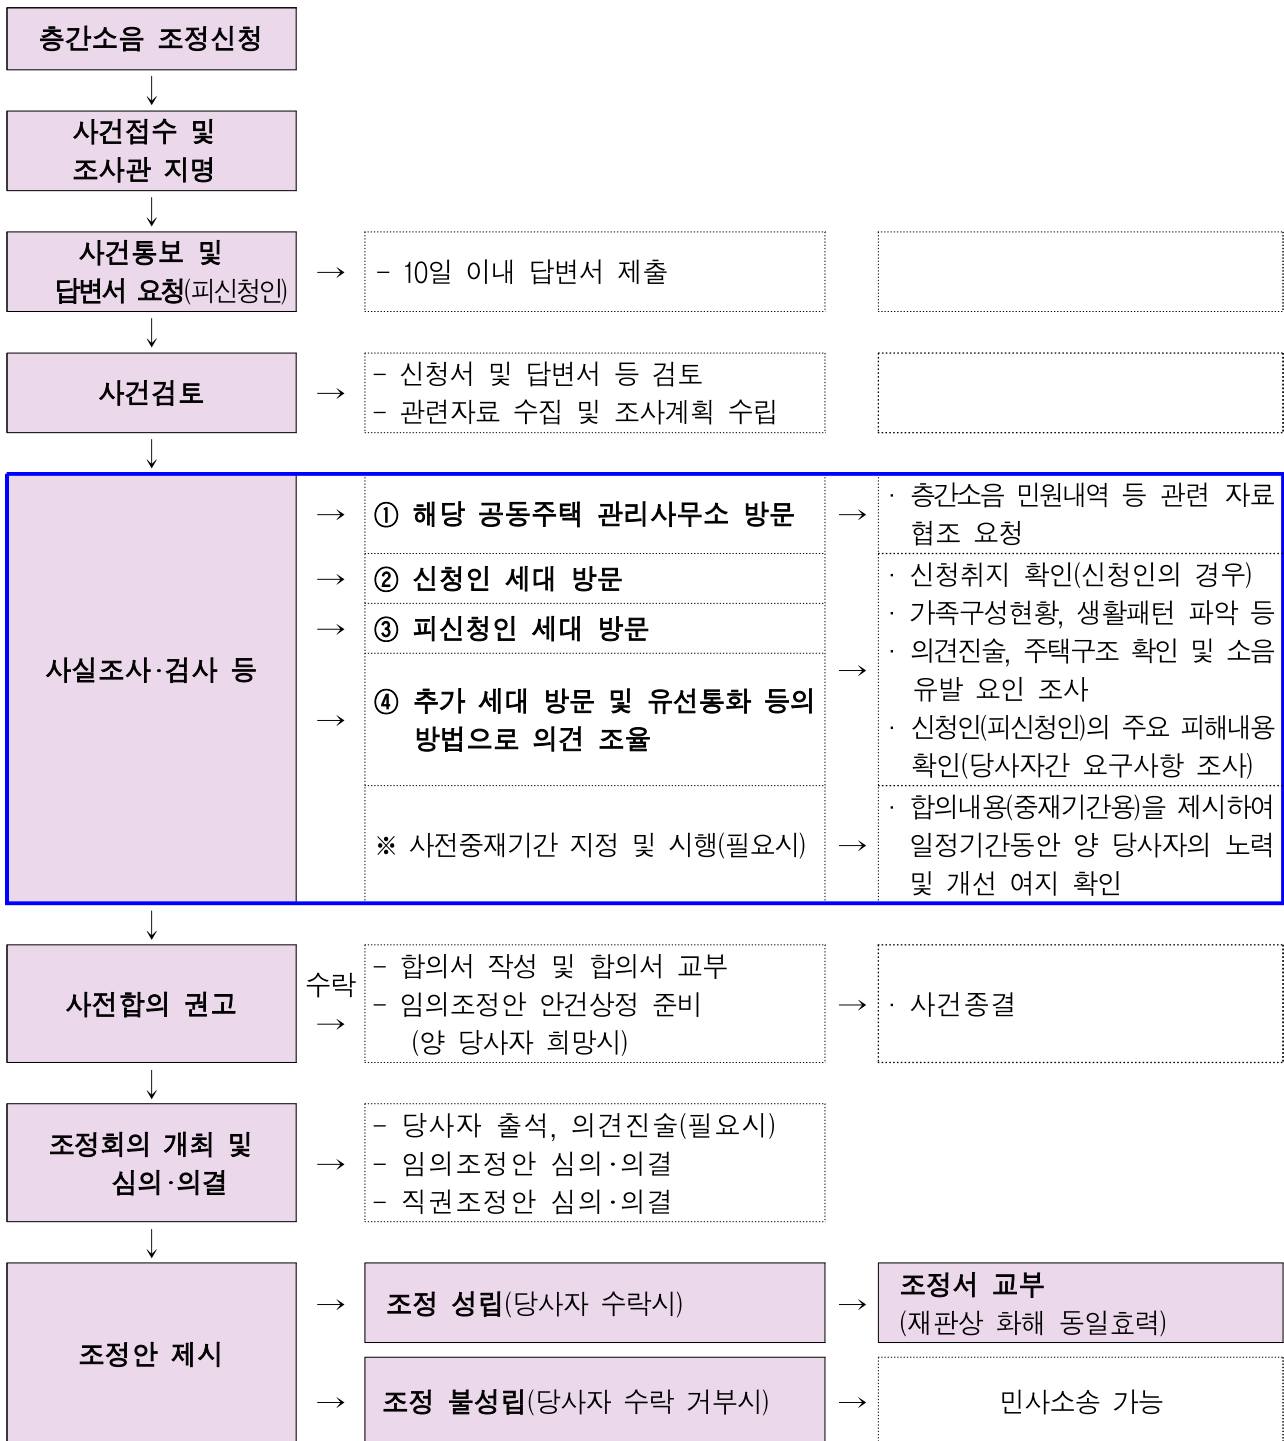 층간소음 조정신청
↓
사건접수 및
조사관 지명
↓
사건통보 및
답변서 요청(피신청인)
→
- 10일 이내 답변서 제출
↓
사건검토
→
- 신청서 및 답변서 등 검토
- 관련자료 수집 및 조사계획 수립
↓
사실조사·검사 등
→
① 해당 공동주택 관리사무소 방문
→
· 층간소음 민원내역 등 관련 자료
협조 요청
→
② 신청인 세대 방문
→
③ 피신청인 세대 방문
→
④ 추가 세대 방문 및 유선통화 등의
방법으로 의견 조율
→
· 신청취지 확인(신청인의 경우)
· 가족구성현황, 생활패턴 파악 등
· 의견진술, 주택구조 확인 및 소음
유발 요인 조사
· 신청인(피신청인)의 주요 피해내용
확인(당사자간 요구사항 조사)
※ 사전중재기간 지정 및 시행(필요시)
→
· 합의내용(중재기간용)을 제시하여
일정기간동안 양 당사자의 노력
및 개선 여지 확인
↓
사전합의 권고
수락
→
- 합의서 작성 및 합의서 교부
- 임의조정안 안건상정 준비
(양 당사자 희망시)
→
· 사건종결
↓
조정회의 개최 및
심의·의결
→
- 당사자 출석, 의견진술(필요시)
- 임의조정안 심의·의결
- 직권조정안 심의·의결
↓
조정안 제시
→
조정 성립(당사자 수락시)
→
조정서 교부
(재판상 화해 동일효력)
→
조정 불성립(당사자 수락 거부시)
→
민사소송 가능